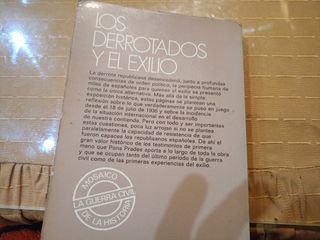 LOS
DERROTADOS
Y EL EXILIO
La derrota republicana desencadenó, junto a profundas
consecuencias de orden político, la peripecia humana de
miles de españoles para quienes el exilio se presentó
como la única alternativa. Más allá de la simple
exposición histórica, estas páginas se plantean una
reflexión sobre lo que verdaderamente se puso en juego
desde el 18 de julio de 1936 y sobre la incidencia
de la situación internacional en el desarrollo
de nuestra contienda. Pero con todo y ser importantes
estas cuestiones, poca luz arrojan si no se plantea
paralelamente la capacidad de resistencia de que
fueron capaces los republicanos españoles. De ahí el
gran valor histórico de los testimonios de primera
mano que Pons Prades aporta a lo largo de toda la obra
y que se ocupan tanto del último período de la guerra
civil como de las primeras experiencias del exilio.
MOSAICO
LA GUERRA CIVIL
DE LA HISTORIA